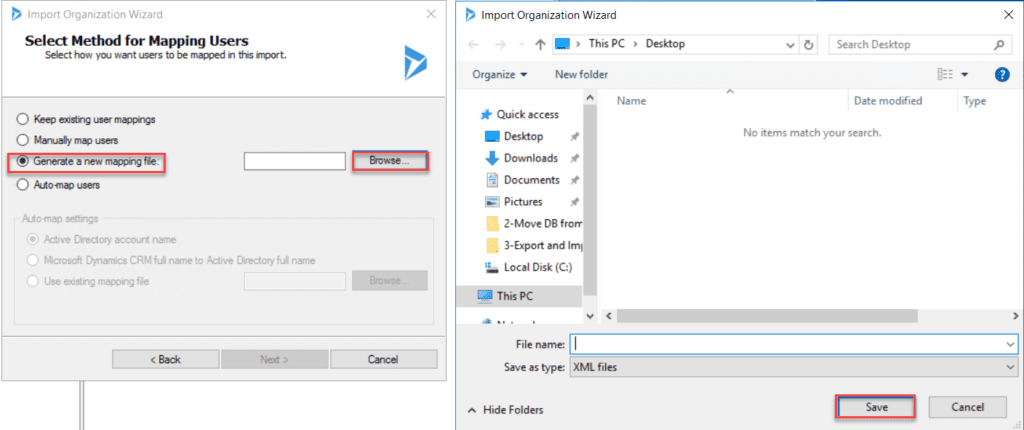 Import Organization Wizard
Select Method for Mapping Users
Select how you want users to be mapped in this import.
Keep existing user mappings
Manually map users
Generate a new mapping file:
Browse...
Auto-map users
Auto-map settings
Active Directory account name
Microsoft Dynamics CRM full name to Active Directory full name
Use existing mapping file
Browse...
< Back
Next >
Cancel
Import Organization Wizard
This PC
Desktop
Search Desktop
Organize
New folder
Quick access
Desktop
Downloads
Documents
Pictures
2-Move DB from
3-Export and Imp
Local Disk (C:)
This PC
Name
Date modified
Type
No items match your search.
File name:
Save as type:
XML files
Hide Folders
Save
Cancel